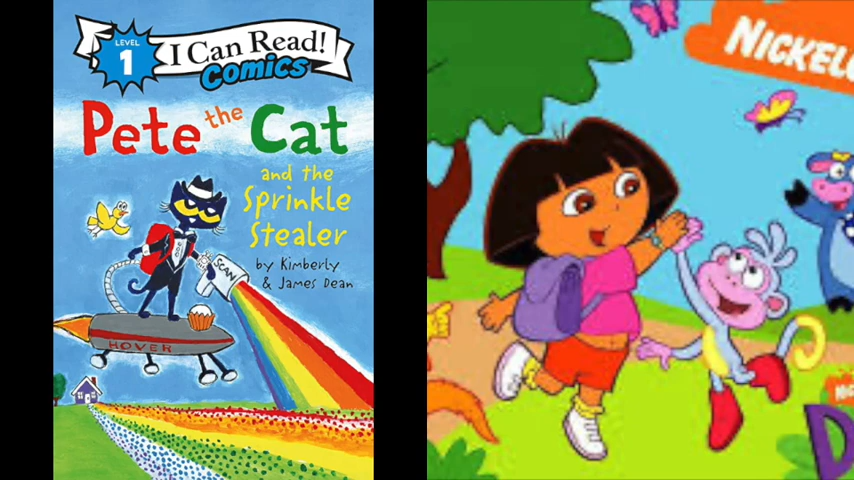 LEVEL
1
I Can Read!
Comics
Pete the Cat
and the
Sprinkle
Stealer
by Kimberly
& James Dean
SCAN
HOVER
NICKEL
D